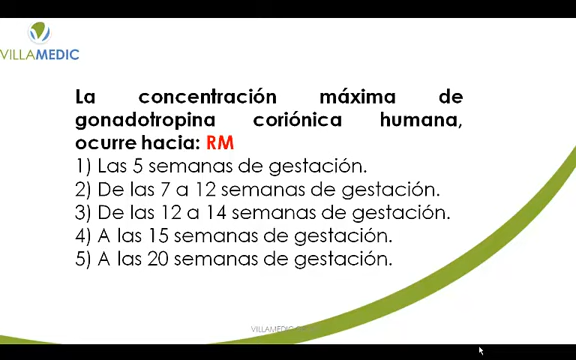 VILLAMEDIC
La concentración máxima de
gonadotropina coriónica humana,
ocurre hacia: RM
1) Las 5 semanas de gestación.
2) De las 7 a 12 semanas de gestación.
3) De las 12 a 14 semanas de gestación.
4) A las 15 semanas de gestación.
5) A las 20 semanas de gestación.
VILLAMEDIC